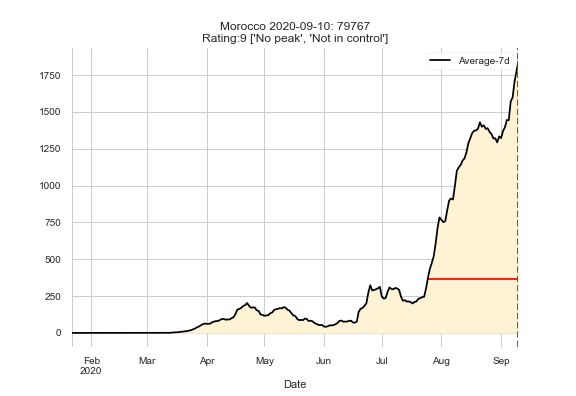 Morocco 2020-09-10: 79767
Rating:9 ['No peak', 'Not in control']
Average-7d
1750
1500
1250
1000
750
500
250
0
Feb Mar Apr May Jun Jul Aug Sep
2020
Date